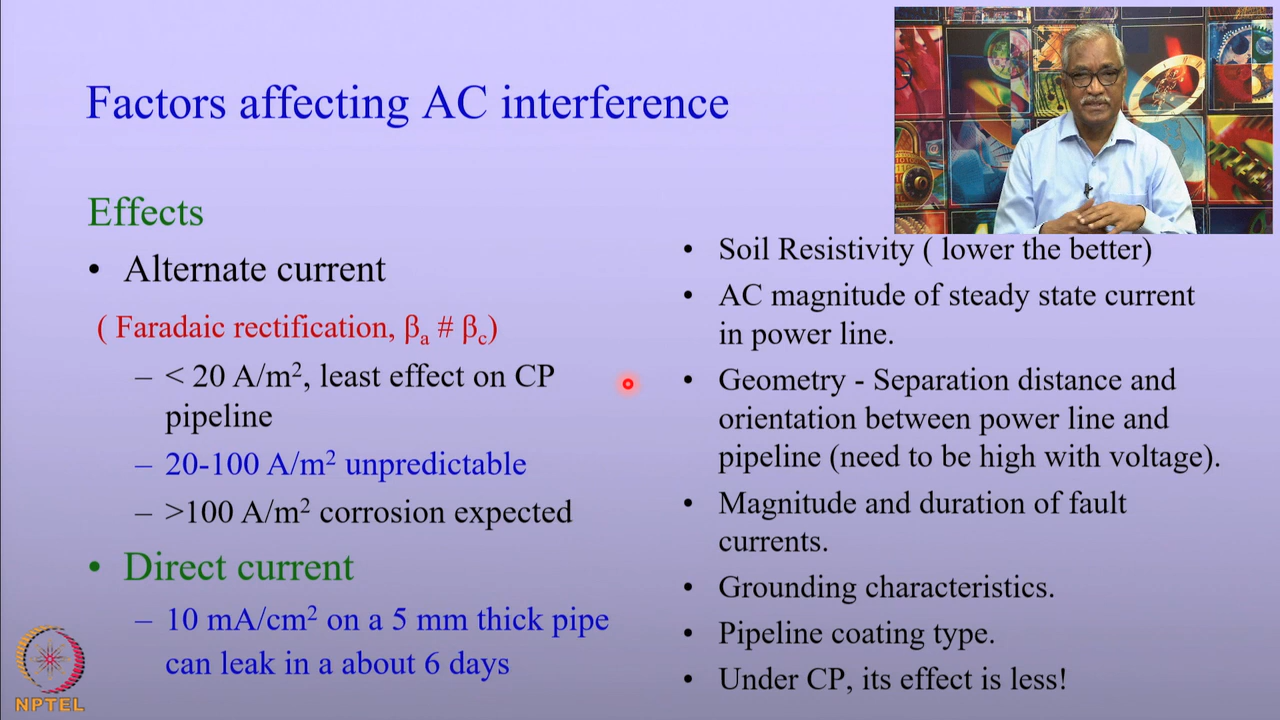 Factors affecting AC interference
Effects
• Alternate current
( Faradaic rectification, βa # βc)
– < 20 A/m², least effect on CP
pipeline
– 20-100 A/m² unpredictable
– >100 A/m² corrosion expected
• Direct current
– 10 mA/cm² on a 5 mm thick pipe
can leak in a about 6 days
• Soil Resistivity ( lower the better)
• AC magnitude of steady state current
in power line.
• Geometry - Separation distance and
orientation between power line and
pipeline (need to be high with voltage).
• Magnitude and duration of fault
currents.
• Grounding characteristics.
• Pipeline coating type.
• Under CP, its effect is less!
NPTEL